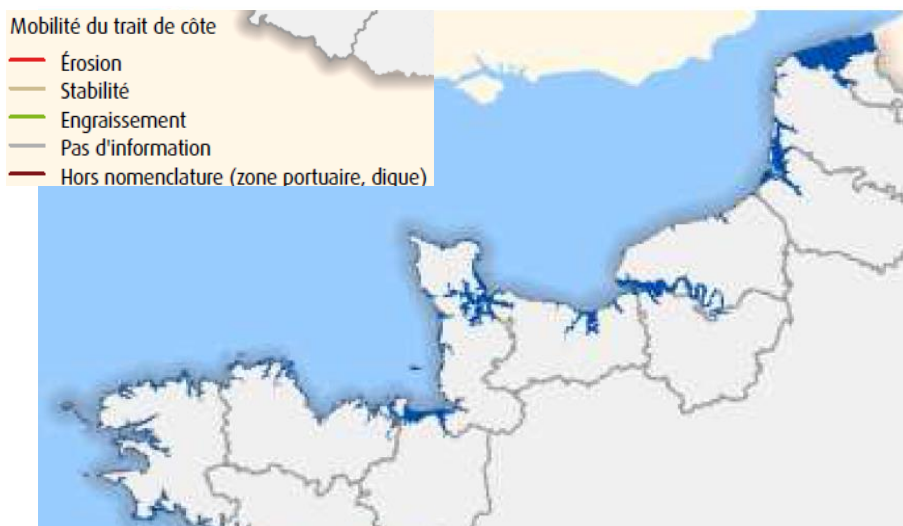 Mobilité du trait de côte
Érosion
Stabilité
Engraissement
Pas d'information
Hors nomenclature (zone portuaire, digue)